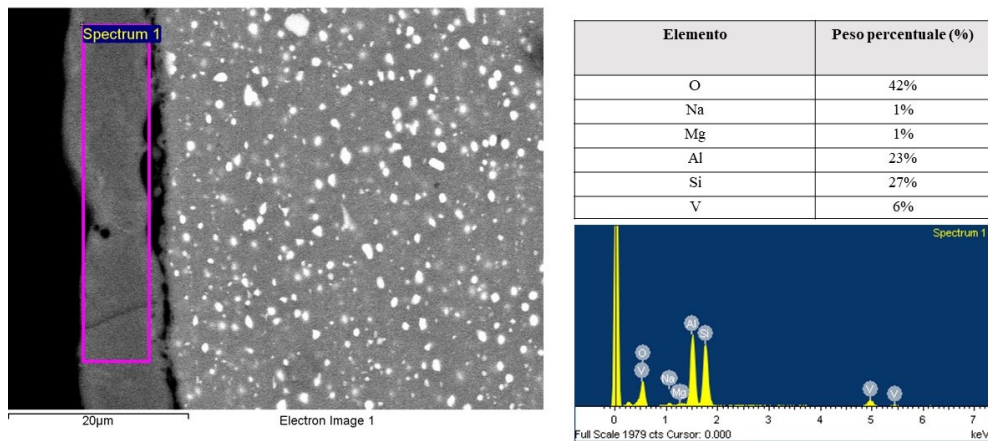 Spectrum 1
20µm
Electron Image 1
Elemento Peso percentuale (%)
O 42%
Na 1%
Mg 1%
Al 23%
Si 27%
V 6%
Spectrum 1
Al Si
O
V
Na
Mg
V V
0 1 2 3 4 5 6 7
Full Scale 1979 cts Cursor: 0.000 keV